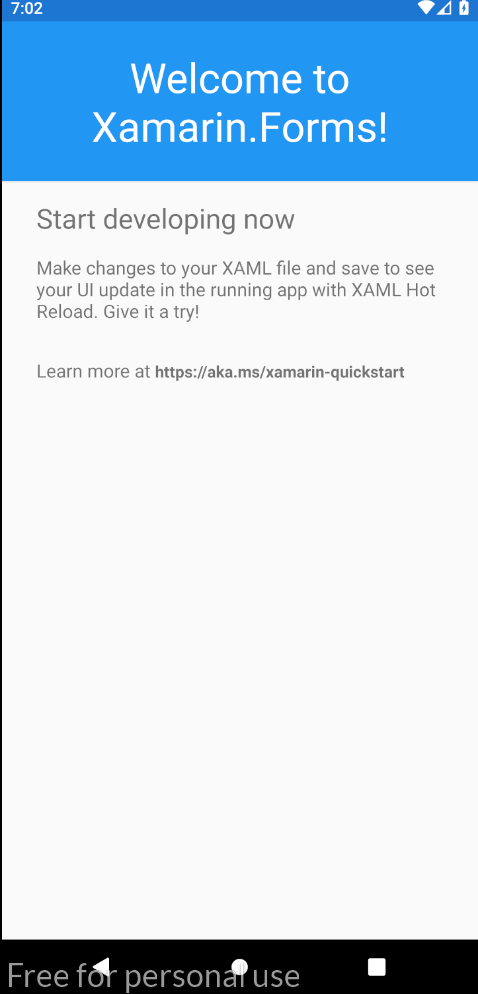 7:02
Welcome to
Xamarin.Forms!
Start developing now
Make changes to your XAML file and save to see
your UI update in the running app with XAML Hot
Reload. Give it a try!
Learn more at https://aka.ms/xamarin-quickstart
Free for personal use